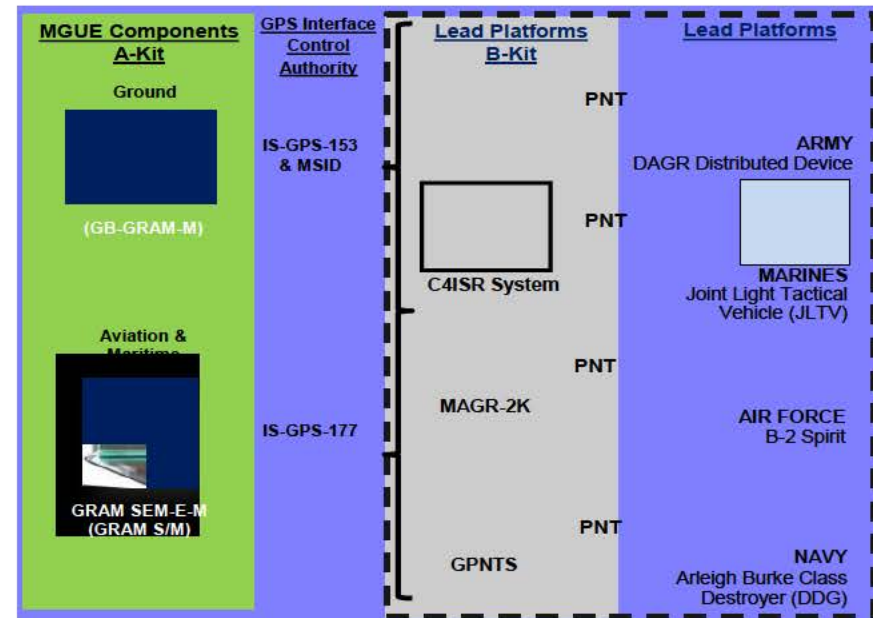 MGUE Components
A-Kit
Ground
(GB-GRAM-M)
Aviation &
Maritime
GRAM SEM-E-M
(GRAM S/M)
GPS Interface
Control
Authority
IS-GPS-153
& MSID
IS-GPS-177
Lead Platforms
B-Kit
PNT
PNT
C4ISR System
PNT
MAGR-2K
PNT
GPNTS
Lead Platforms
ARMY
DAGR Distributed Device
MARINES
Joint Light Tactical
Vehicle (JLTV)
AIR FORCE
B-2 Spirit
NAVY
Arleigh Burke Class
Destroyer (DDG)